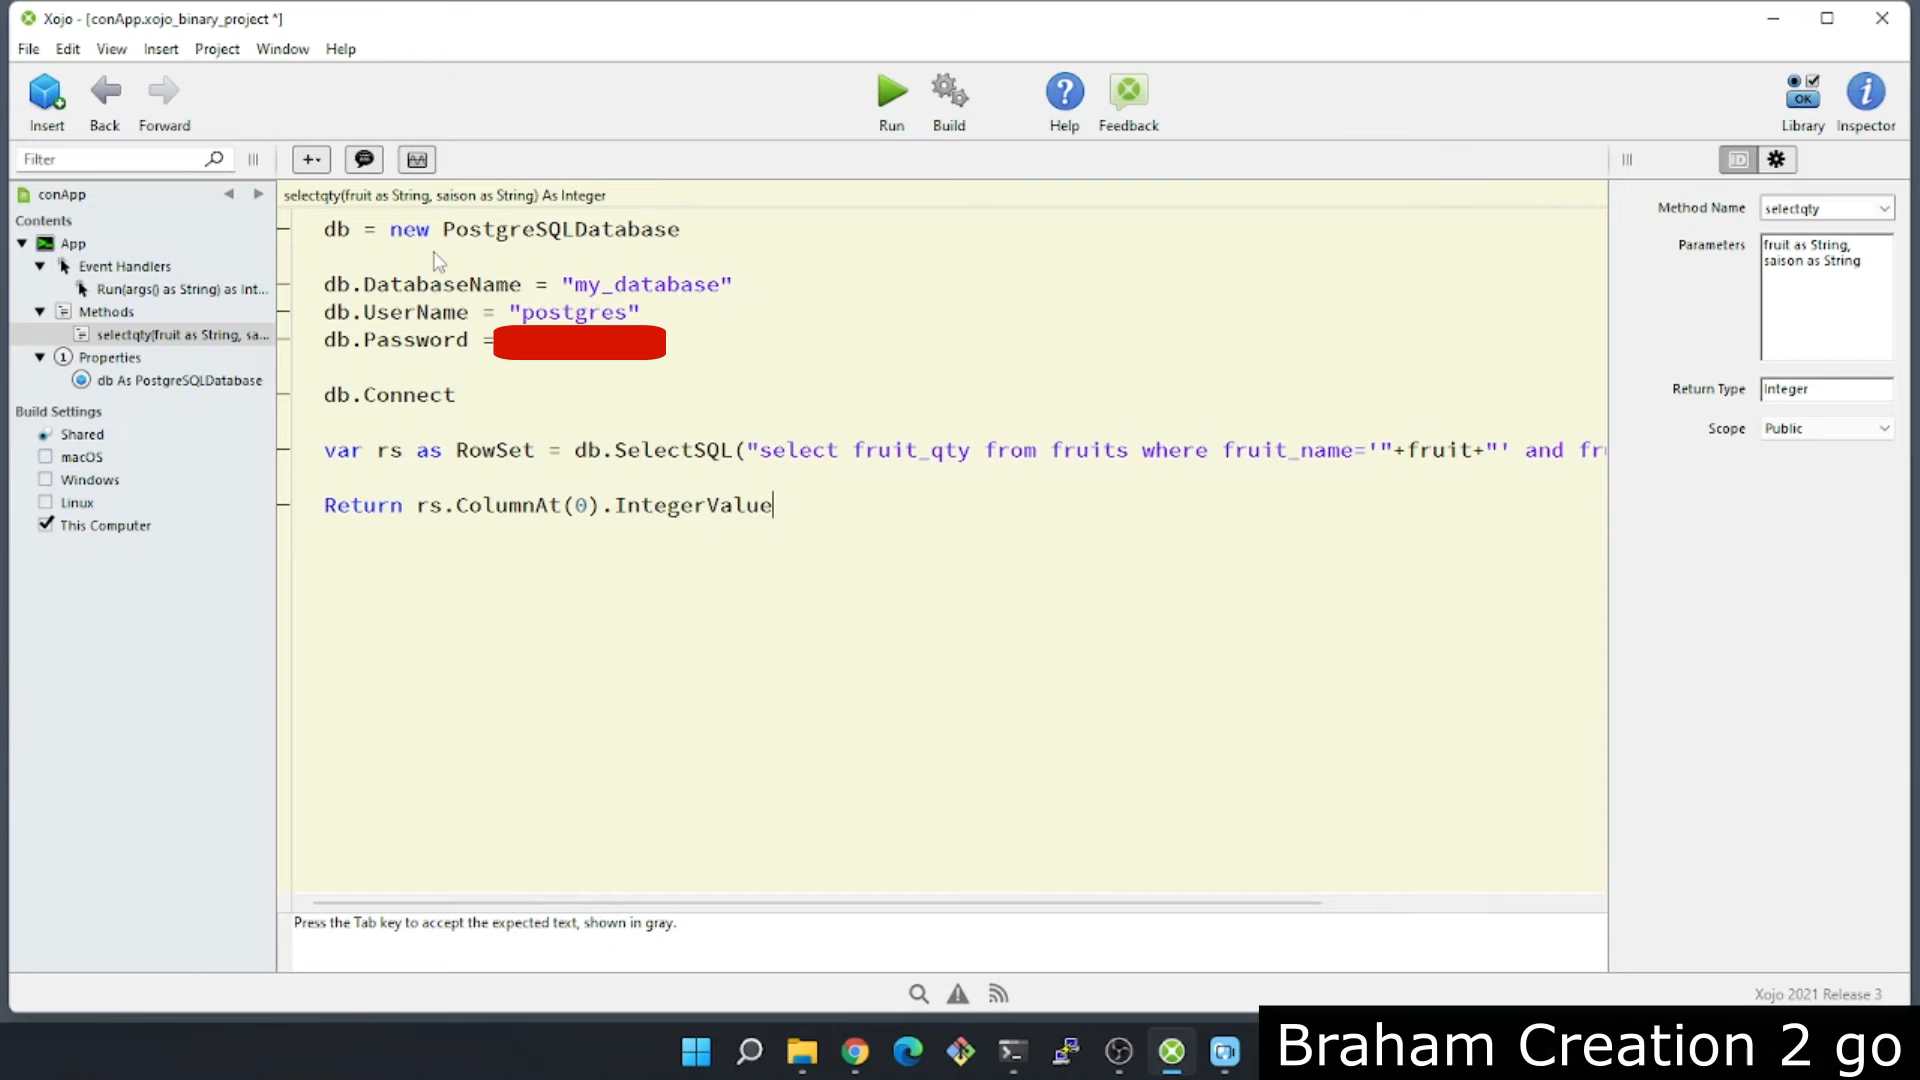 Xojo - [conApp.xojo_binary_project *]
File Edit View Insert Project Window Help
Insert Back Forward Run Build Help Feedback OK Library Inspector
Filter
conApp
Contents
App
Event Handlers
Run(args() as String) as Int...
Methods
selectqty(fruit as String, sa...
Properties
db As PostgreSQLDatabase
Build Settings
Shared
macOS
Windows
Linux
This Computer
selectqty(fruit as String, saison as String) As Integer
db = new PostgreSQLDatabase
db.DatabaseName = "my_database"
db.UserName = "postgres"
db.Password =
db.Connect
var rs as RowSet = db.SelectSQL("select fruit_qty from fruits where fruit_name='"+fruit+"' and fr
Return rs.ColumnAt(0).IntegerValue
Press the Tab key to accept the expected text, shown in gray.
ID
Method Name selectqty
Parameters fruit as String,
saison as String
Return Type Integer
Scope Public
Xojo 2021 Release 3
Braham Creation 2 go